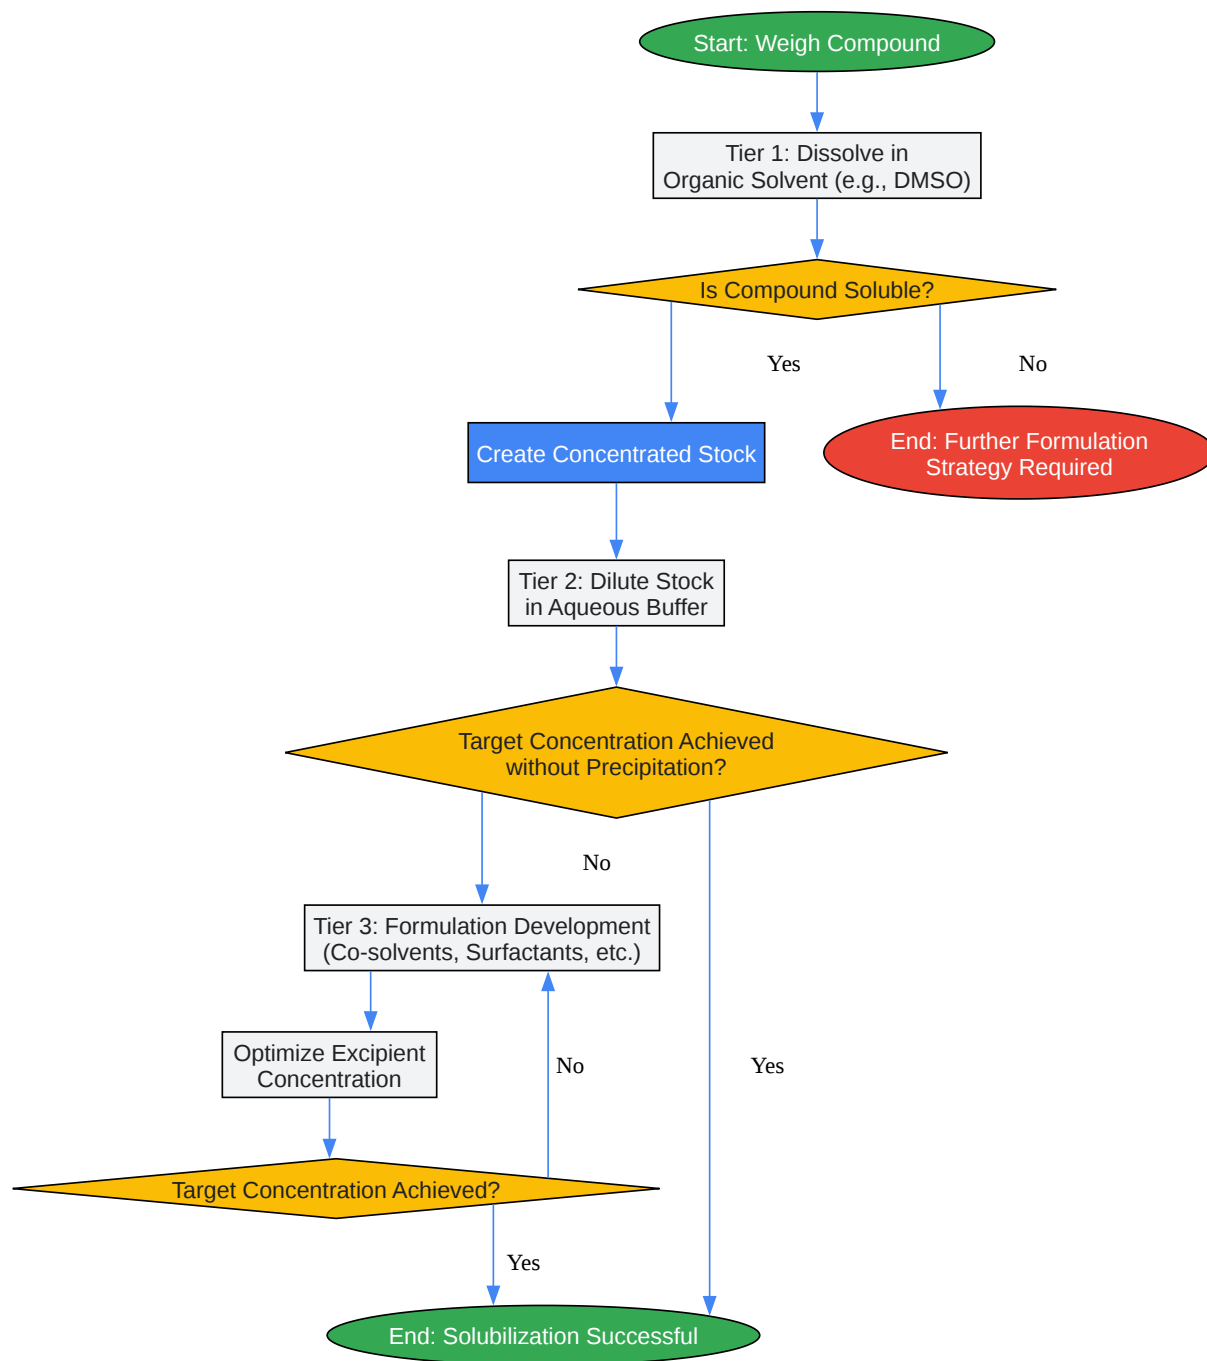 Start: Weigh Compound
Tier 1: Dissolve in
Organic Solvent (e.g., DMSO)
Is Compound Soluble?
Yes
No
Create Concentrated Stock
End: Further Formulation
Strategy Required
Tier 2: Dilute Stock
in Aqueous Buffer
Target Concentration Achieved
without Precipitation?
No
Tier 3: Formulation Development
(Co-solvents, Surfactants, etc.)
Optimize Excipient
Concentration
No
Yes
Target Concentration Achieved?
Yes
End: Solubilization Successful